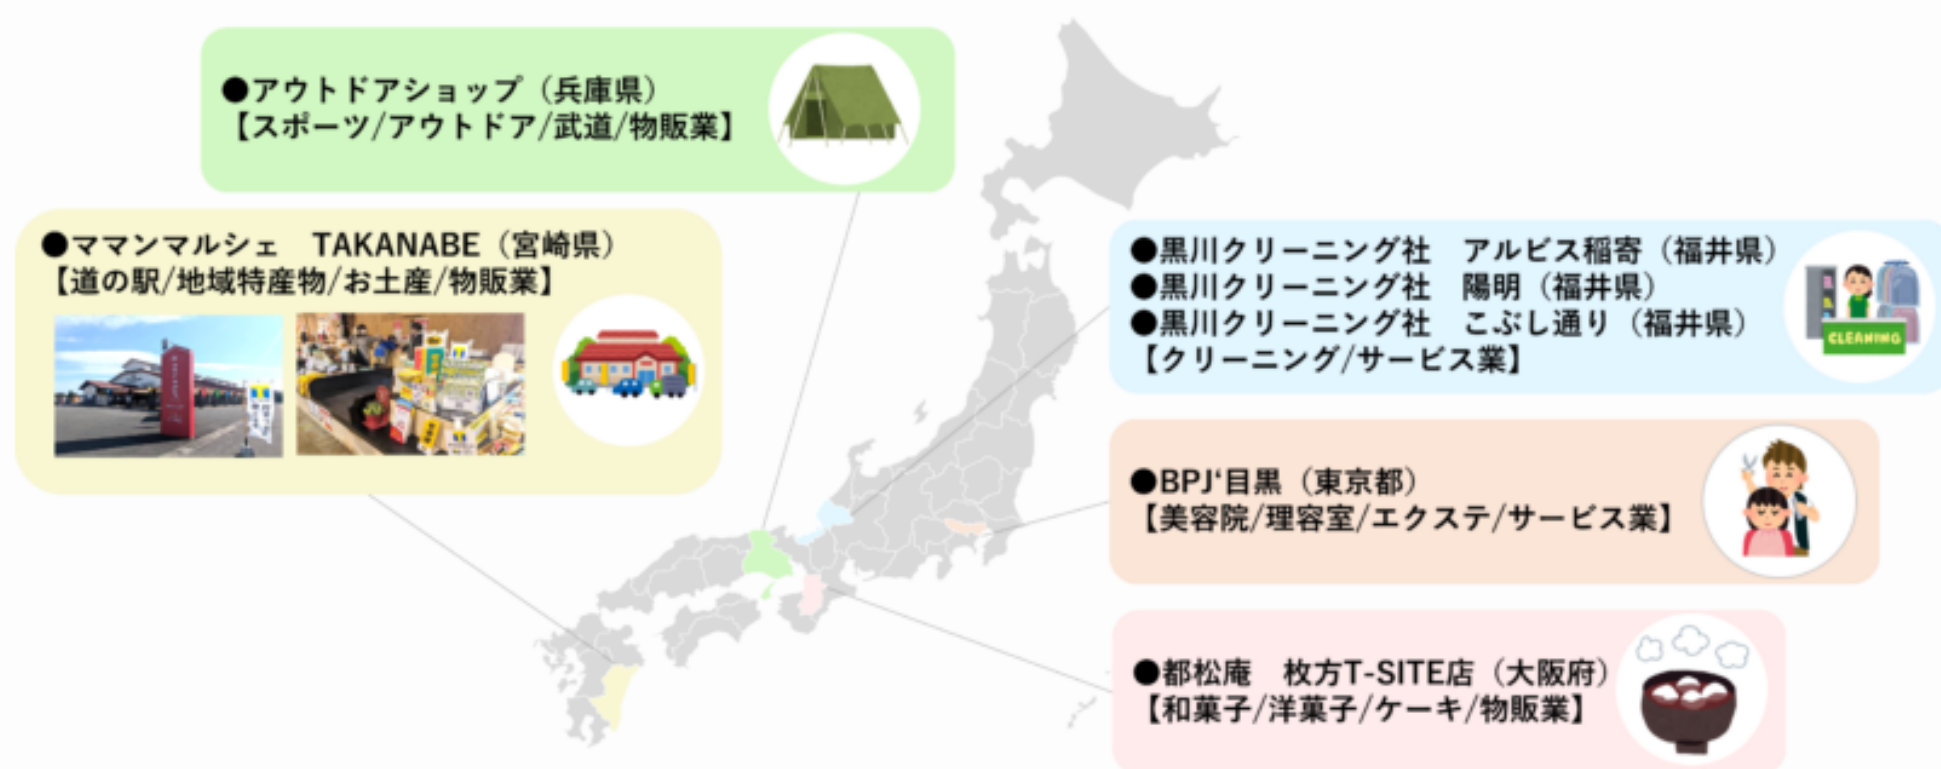 ●アウトドアショップ（兵庫県）
【スポーツ/アウトドア/武道/物販業】
●ママンマルシェ　TAKANABE（宮崎県）
【道の駅/地域特産物/お土産/物販業】
●黒川クリーニング社　アルビス稲寄（福井県）
●黒川クリーニング社　陽明（福井県）
●黒川クリーニング社　こぶし通り（福井県）
【クリーニング/サービス業】
CLEANING
●BPJ‘目黒（東京都）
【美容院/理容室/エクステ/サービス業】
●都松庵　枚方T-SITE店（大阪府）
【和菓子/洋菓子/ケーキ/物販業】